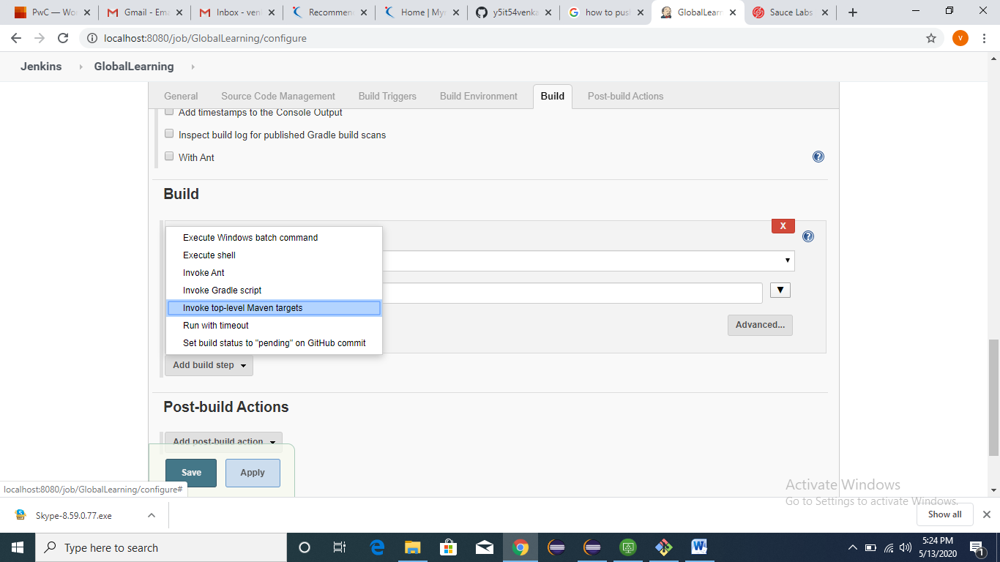 PwC — Wor
Gmail - Ema
Inbox - ven
Recommen
Home | Myn
y5it54venka
how to pus
GlobalLearn
Sauce Labs
localhost:8080/job/GlobalLearning/configure
V
Jenkins
GlobalLearning
General
Source Code Management
Build Triggers
Build Environment
Build
Post-build Actions
Add timestamps to the Console Output
Inspect build log for published Gradle build scans
With Ant
?
Build
X
?
Execute Windows batch command
Execute shell
Invoke Ant
Invoke Gradle script
Invoke top-level Maven targets
Run with timeout
Set build status to "pending" on GitHub commit
Advanced...
Add build step
Post-build Actions
Add post-build action
Save
Apply
localhost:8080/job/GlobalLearning/configure#
Activate Windows
Go to Settings to activate Windows.
Skype-8.59.0.77.exe
Show all
Type here to search
5:24 PM
5/13/2020
1